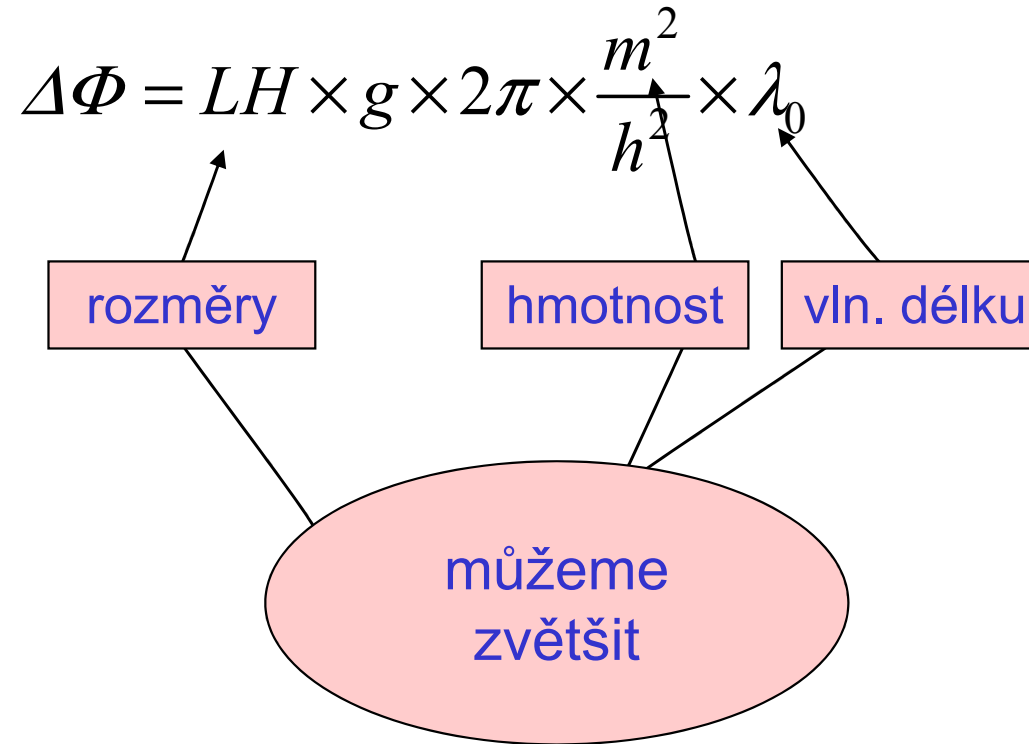 ΔΦ = LH × g × 2π × m²/h² × λ₀
rozměry
hmotnost
vln. délku
můžeme
zvětšit